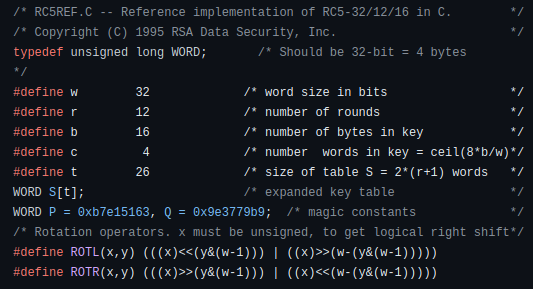 /* RC5REF.C -- Reference implementation of RC5-32/12/16 in C.        */
/* Copyright (C) 1995 RSA Data Security, Inc.                        */
typedef unsigned long WORD;       /* Should be 32-bit = 4 bytes
*/
#define w        32             /* word size in bits                 */
#define r        12             /* number of rounds                  */
#define b        16             /* number of bytes in key            */
#define c         4             /* number  words in key = ceil(8*b/w)*/
#define t        26             /* size of table S = 2*(r+1) words   */
WORD S[t];                      /* expanded key table                */
WORD P = 0xb7e15163, Q = 0x9e3779b9;  /* magic constants             */
/* Rotation operators. x must be unsigned, to get logical right shift*/
#define ROTL(x,y) (((x)<<(y&(w-1))) | ((x)>>(w-(y&(w-1)))))
#define ROTR(x,y) (((x)>>(y&(w-1))) | ((x)<<(w-(y&(w-1)))))